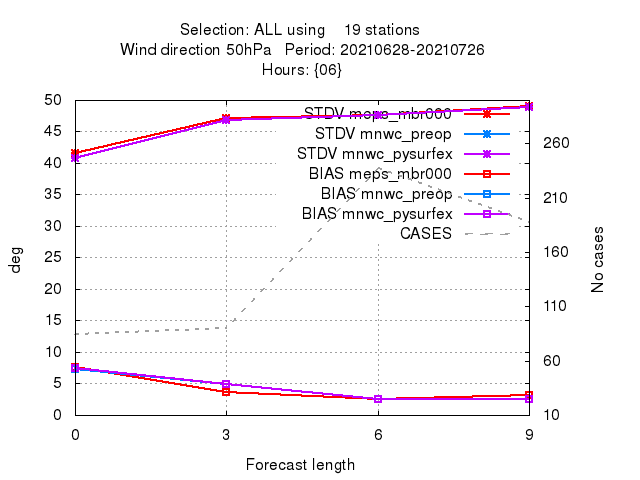 Selection: ALL using 19 stations
Wind direction 50hPa Period: 20210628-20210726
Hours: {06}
50
45
40
35
30
25
20
15
10
5
0
deg
STDV meps_mbr000
STDV mnwc_preop
STDV mnwc_pysurfex
BIAS meps_mbr000
BIAS mnwc_preop
BIAS mnwc_pysurfex
CASES
260
210
160
110
60
10
No cases
0 3 6 9
Forecast length